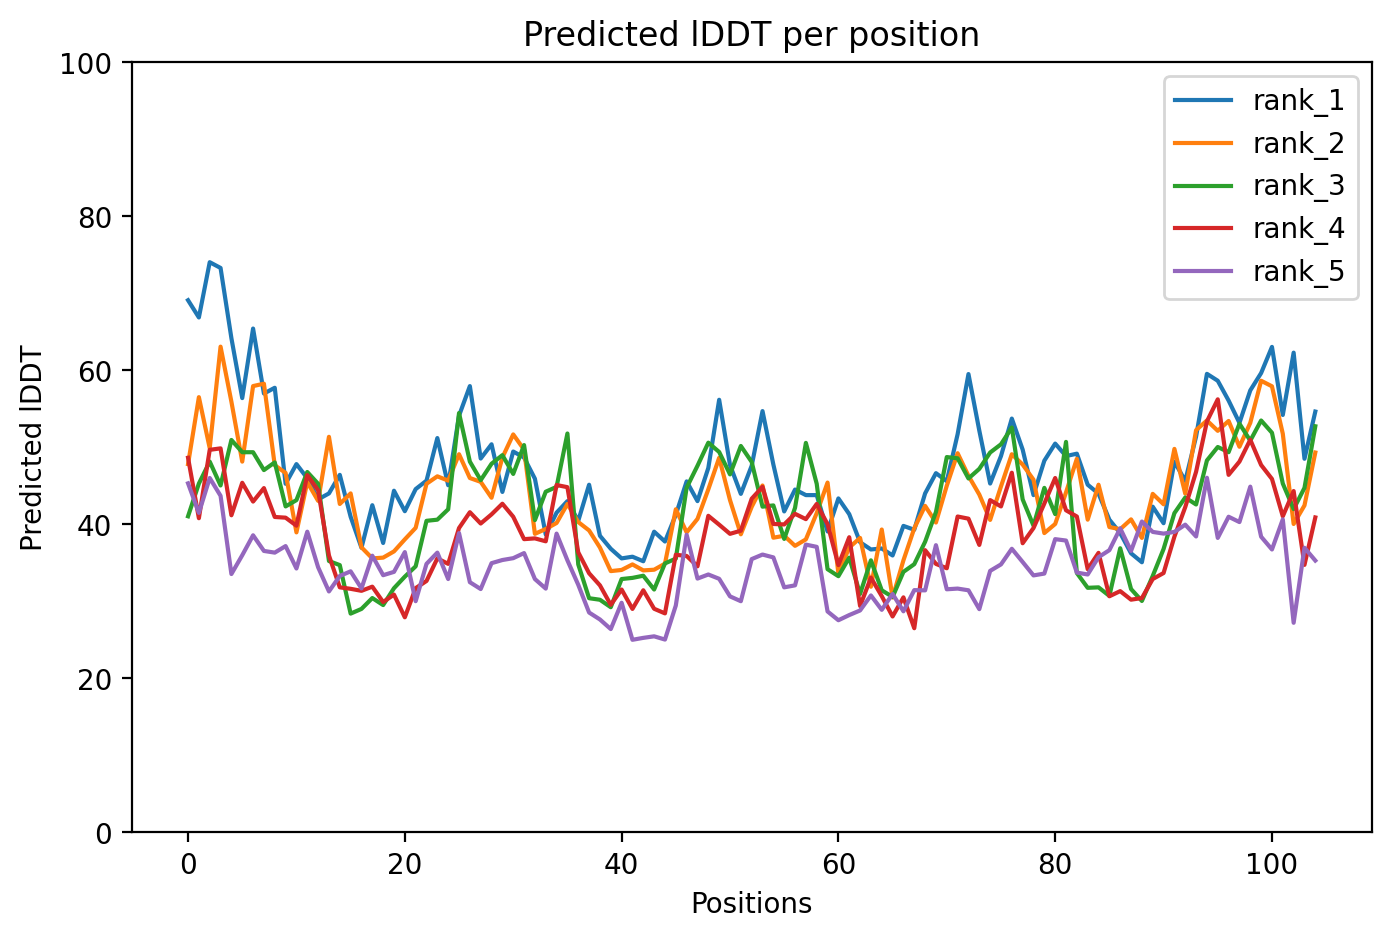 Predicted lDDT per position
100
80
60
40
20
0
Predicted lDDT
rank_1
rank_2
rank_3
rank_4
rank_5
0 20 40 60 80 100
Positions